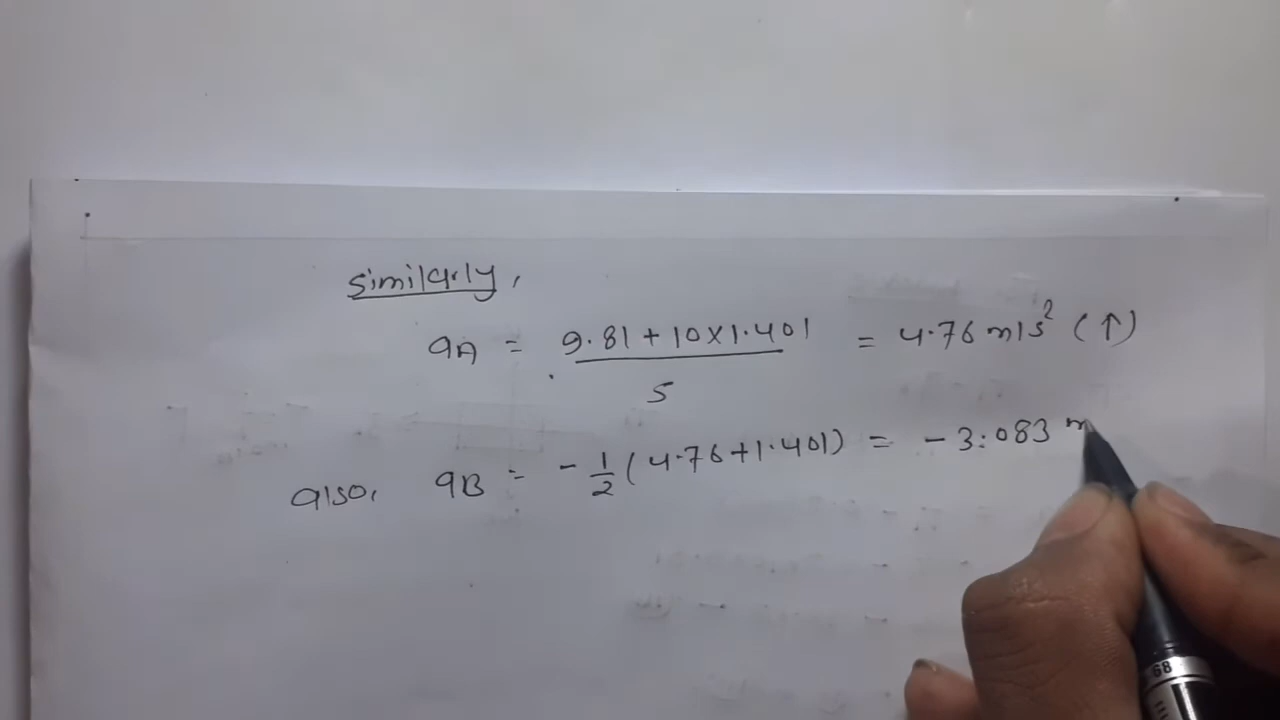 Similarly,
aA = 9.81 + 10 x 1.401 / 5 = 4.76 m/s² (↑)
also, aB = - 1/2 (4.76 + 1.401) = - 3.083 m
68